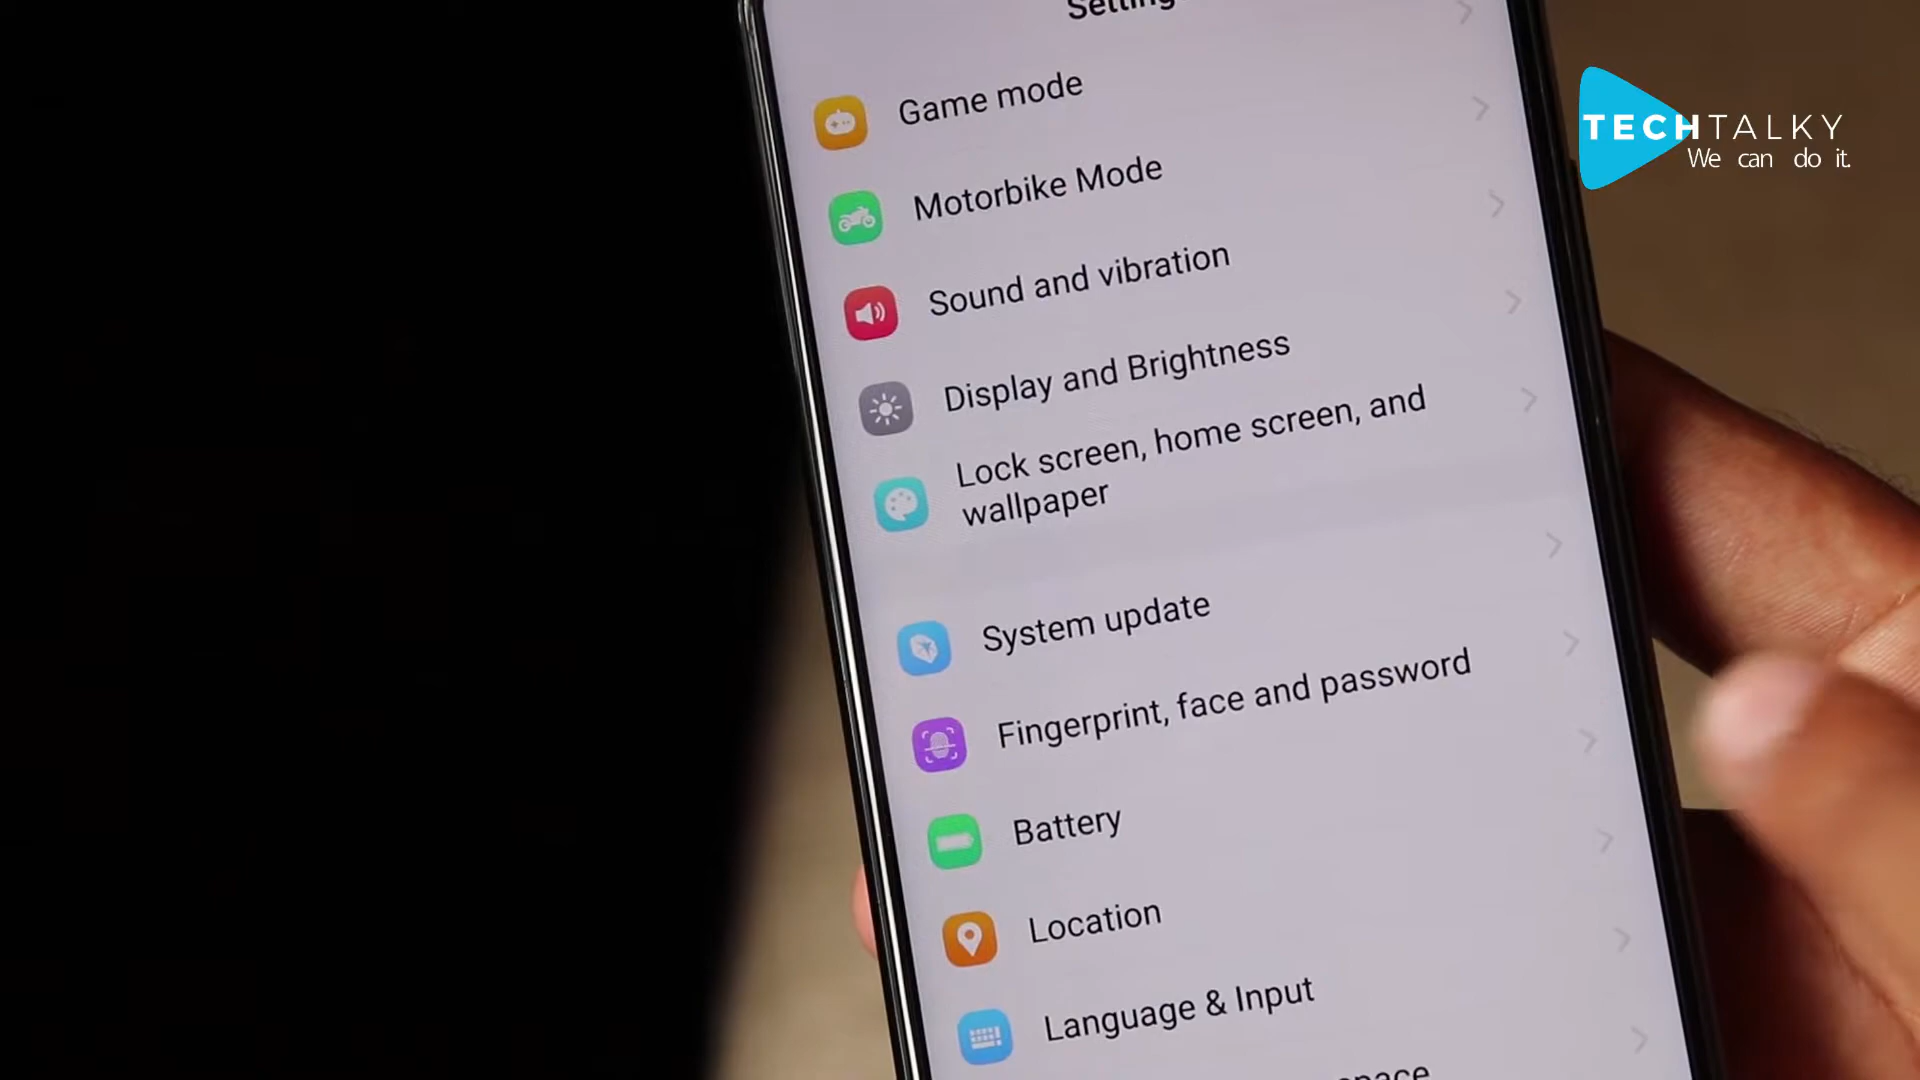 Setting
Game mode
Motorbike Mode
Sound and vibration
Display and Brightness
Lock screen, home screen, and
wallpaper
System update
Fingerprint, face and password
Battery
Location
Language & Input
TECHTALKY
We can do it.